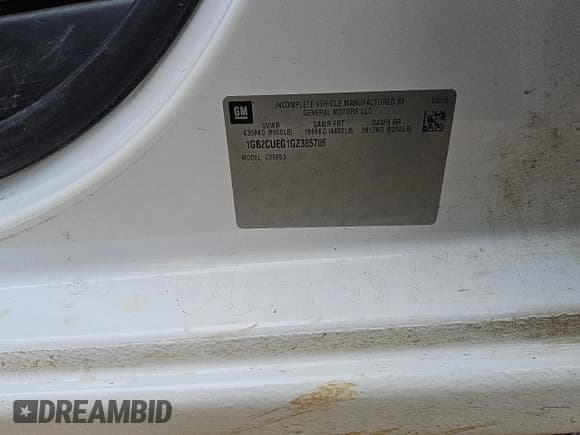 GM
INCOMPLETE VEHICLE MANUFACTURED BY
GENERAL MOTORS LLC
GVWR GAWR FRT GAWR RR
4309KG (9500LB) 1996KG (4400LB) 2812KG (6200LB)
1GB2CUEG1GZ385705
MODEL: C25953
DREAMBID